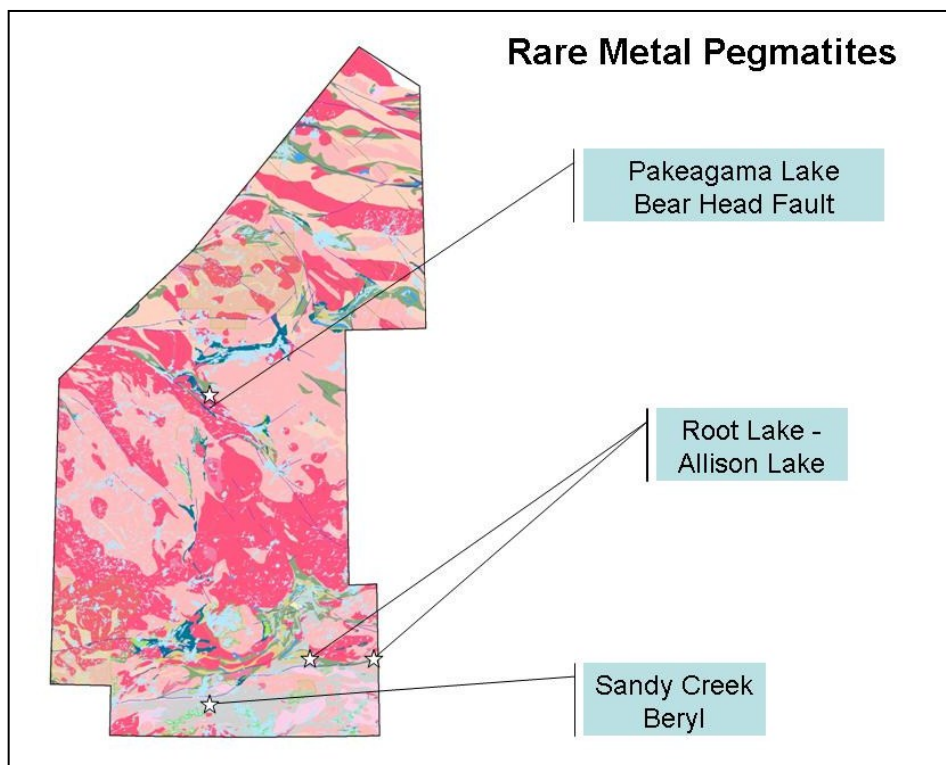 Rare Metal Pegmatites
Pakeagama Lake
Bear Head Fault
Root Lake -
Allison Lake
Sandy Creek
Beryl